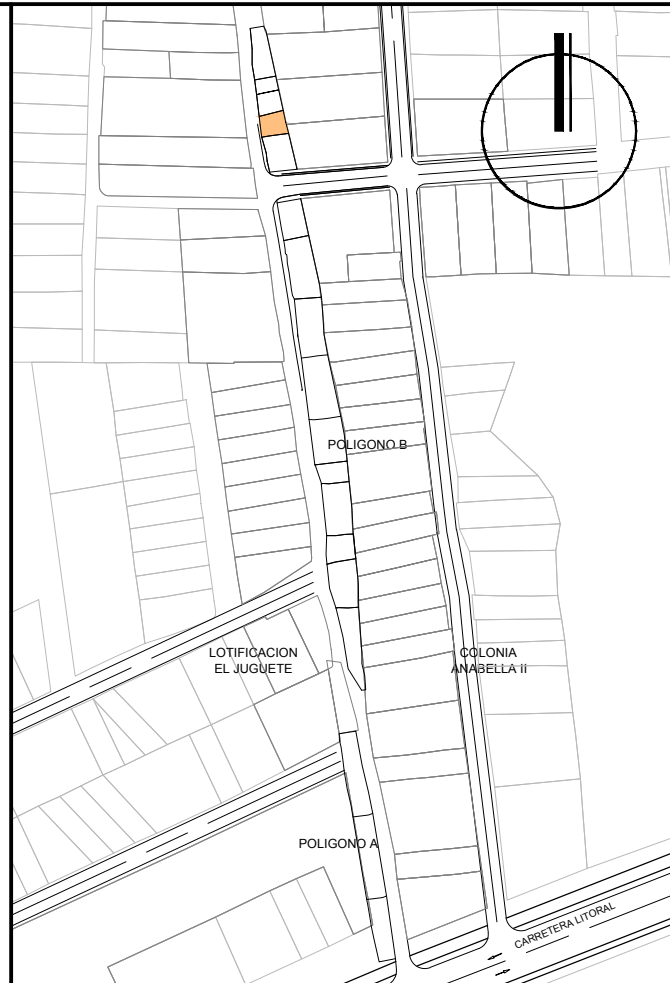 POLIGONO B
LOTIFICACION
EL JUGUETE
COLONIA
ANABELLA II
POLIGONO A
CARRETERA LITORAL